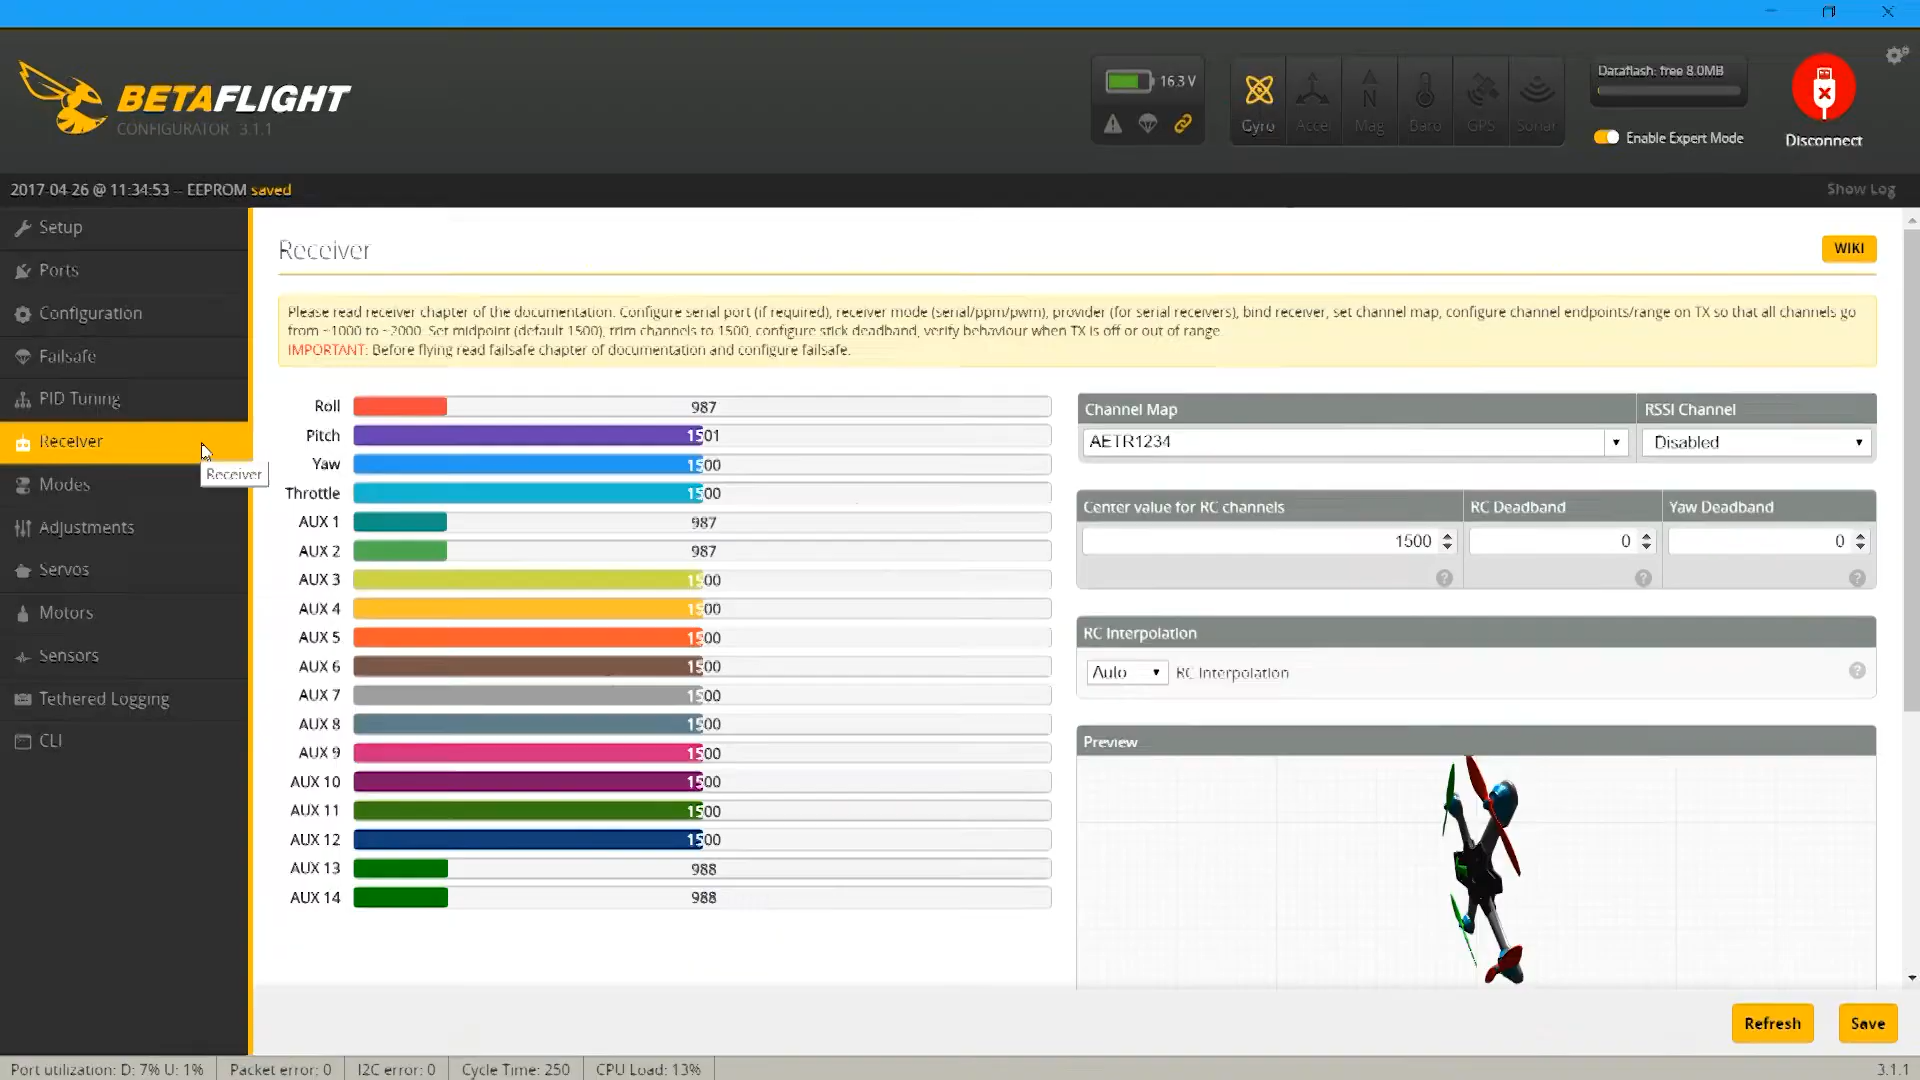 BETAFLIGHT
CONFIGURATOR 3.1.1
16.3 V
Gyro
Accel
Mag
Baro
GPS
Sonar
Dataflash: free 8.0MB
Enable Expert Mode
Disconnect
2017-04-26 @ 11:34:53 -- EEPROM saved
Show Log
Setup
Ports
Configuration
Failsafe
PID Tuning
Receiver
Receiver
Modes
Adjustments
Servos
Motors
Sensors
Tethered Logging
CLI
Receiver
WIKI
Please read receiver chapter of the documentation. Configure serial port (if required), receiver mode (serial/ppm/pwm), provider (for serial receivers), bind receiver, set channel map, configure channel endpoints/range on TX so that all channels go
from ~1000 to ~2000. Set midpoint (default 1500), trim channels to 1500, configure stick deadband, verify behaviour when TX is off or out of range.
IMPORTANT: Before flying read failsafe chapter of documentation and configure failsafe.
Roll 987
Pitch 1501
Yaw 1500
Throttle 1500
AUX 1 987
AUX 2 987
AUX 3 1500
AUX 4 1500
AUX 5 1500
AUX 6 1500
AUX 7 1500
AUX 8 1500
AUX 9 1500
AUX 10 1500
AUX 11 1500
AUX 12 1500
AUX 13 988
AUX 14 988
Channel Map
AETR1234
RSSI Channel
Disabled
Center value for RC channels
1500
RC Deadband
0
Yaw Deadband
0
RC Interpolation
Auto RC Interpolation
Preview
Refresh
Save
Port utilization: D: 7% U: 1%
Packet error: 0
I2C error: 0
Cycle Time: 250
CPU Load: 13%
3.1.1